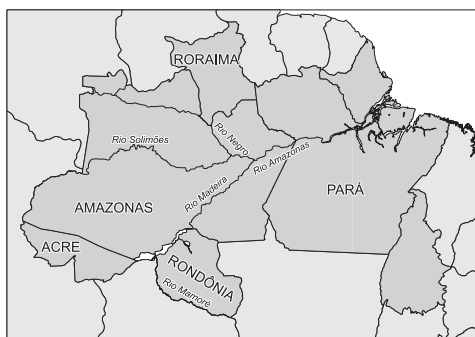 RORAIMA
Rio Solimões
Rio Negro
Rio Amazonas
Rio Madeira
PARÁ
AMAZONAS
ACRE
RONDÔNIA
Rio Mamoré